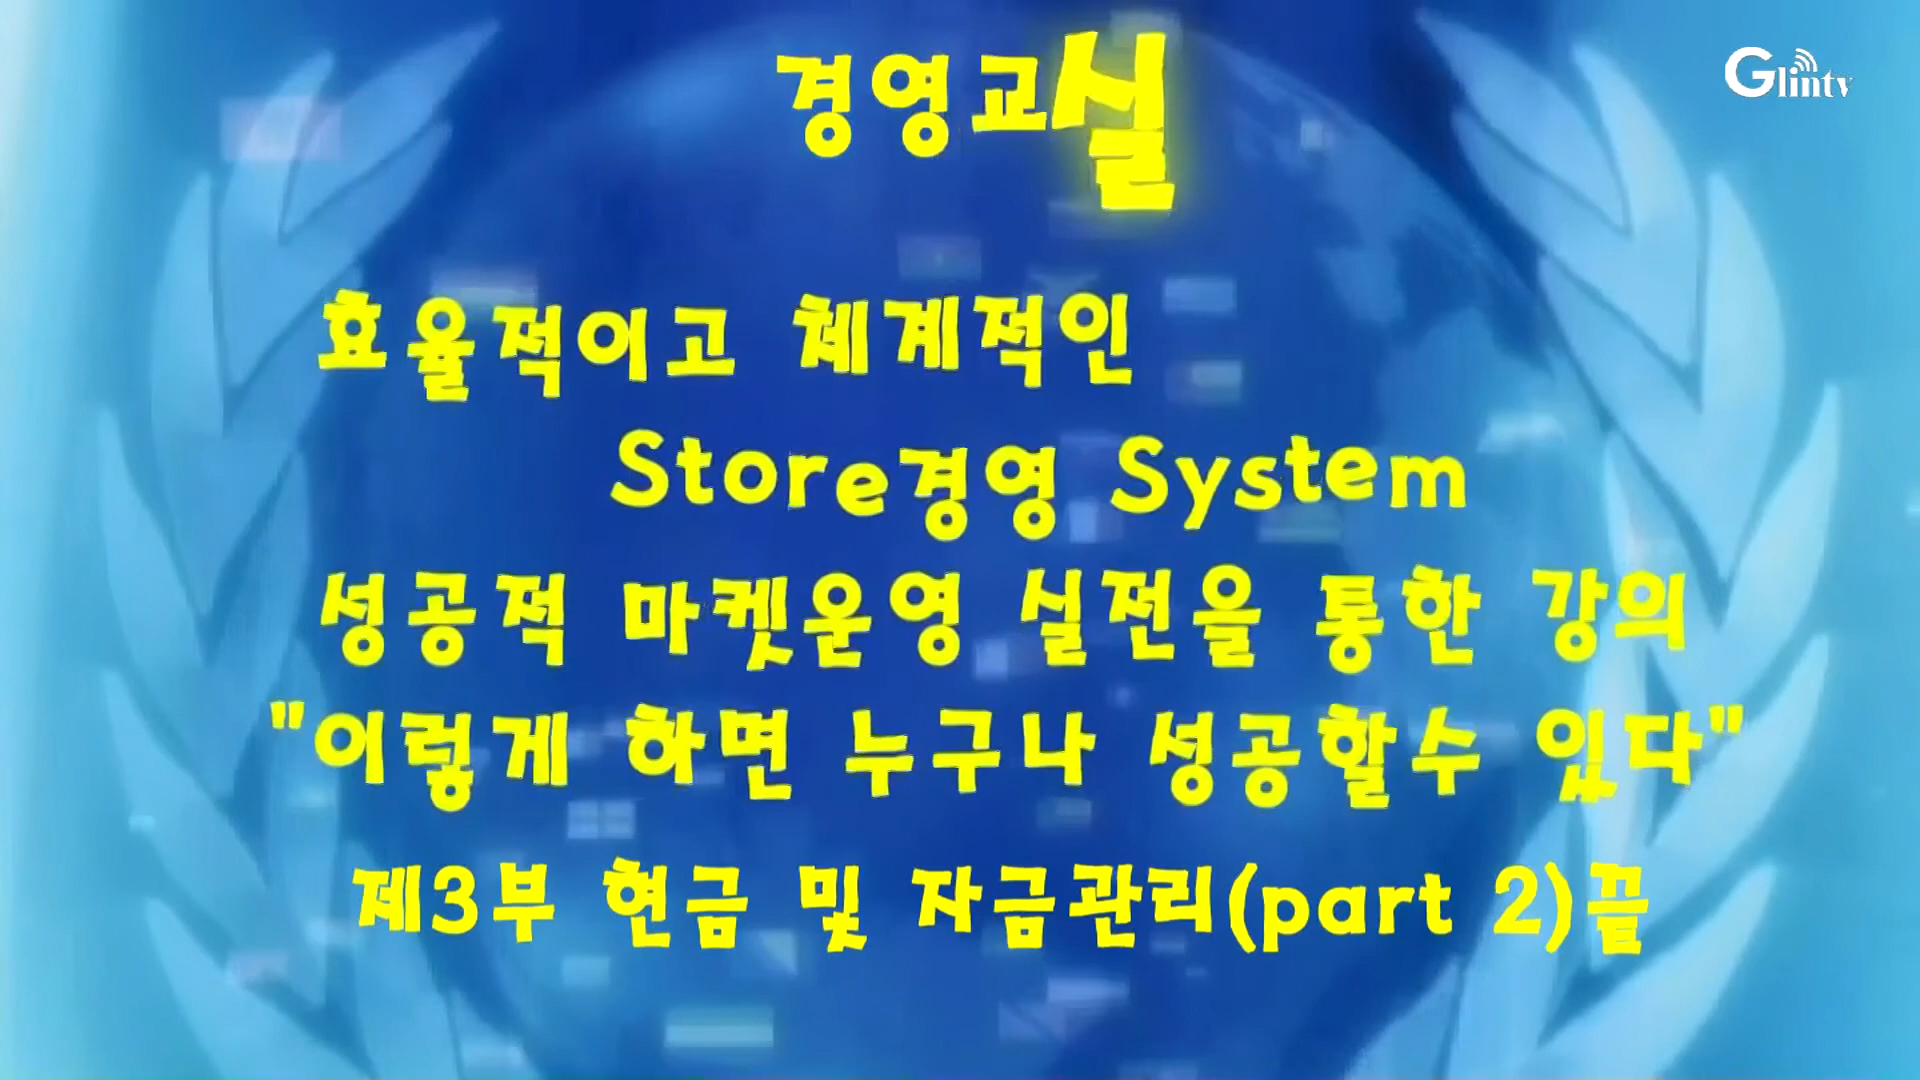 Glintv
경영교실
효율적이고 체계적인
Store경영 System
성공적 마켓운영 실전을 통한 강의
"이렇게 하면 누구나 성공할수 있다"
제3부 현금 및 자금관리(part 2)끝